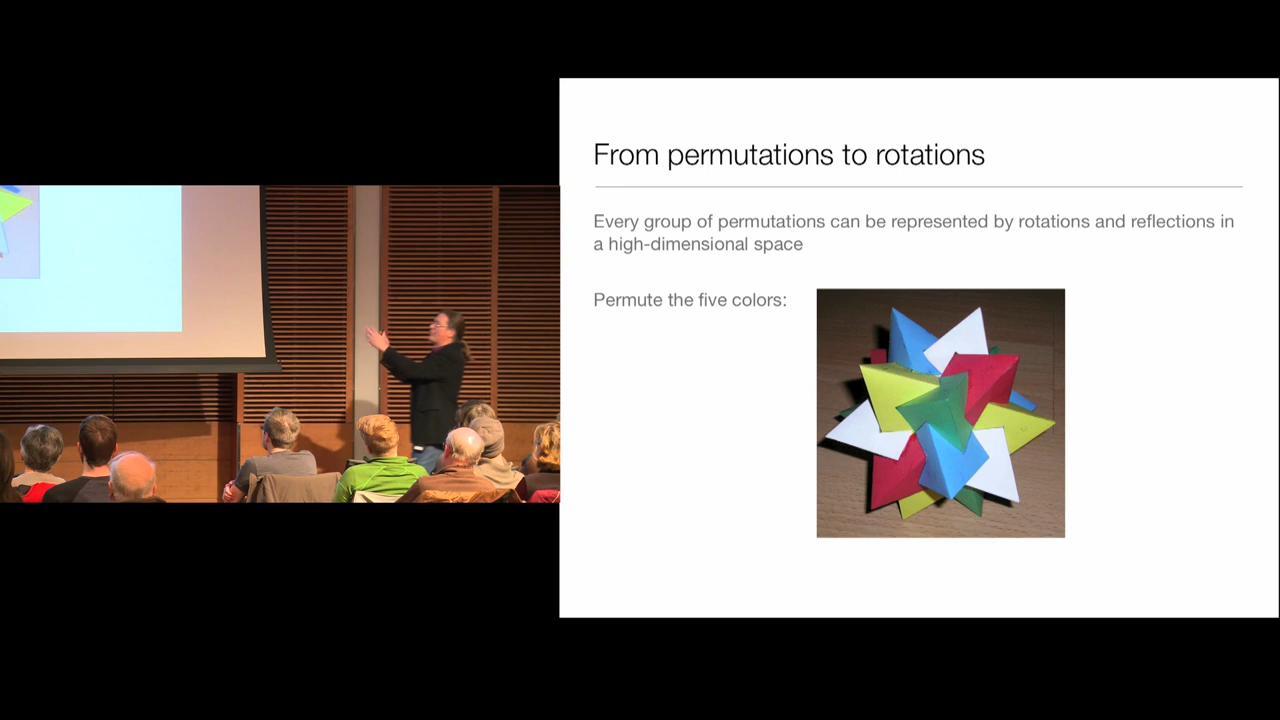 From permutations to rotations
Every group of permutations can be represented by rotations and reflections in
a high-dimensional space
Permute the five colors: